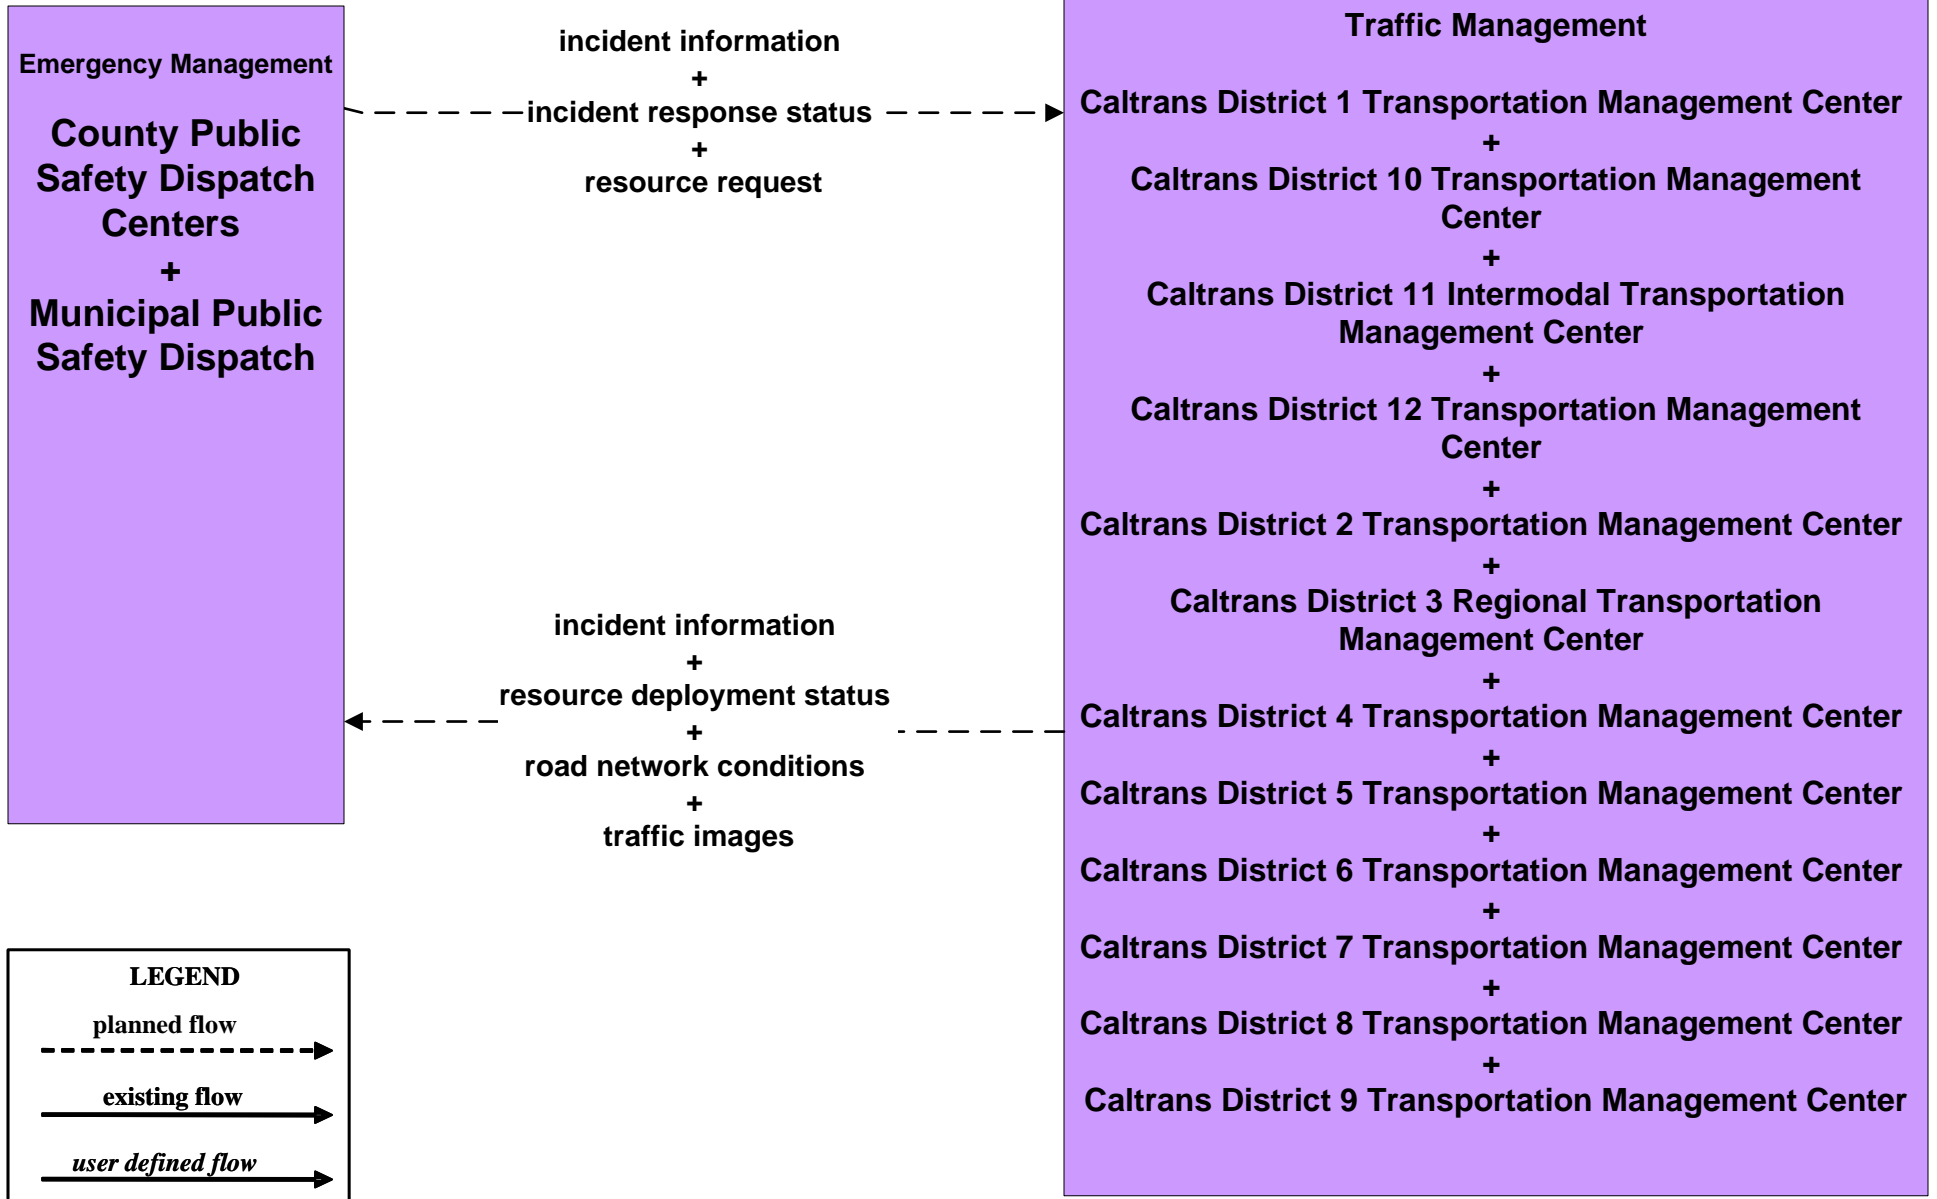 Emergency Management
County Public
Safety Dispatch
Centers
+
Municipal Public
Safety Dispatch
incident information
+
incident response status
+
resource request
incident information
+
resource deployment status
+
road network conditions
+
traffic images
Traffic Management
Caltrans District 1 Transportation Management Center
+
Caltrans District 10 Transportation Management
Center
+
Caltrans District 11 Intermodal Transportation
Management Center
+
Caltrans District 12 Transportation Management
Center
+
Caltrans District 2 Transportation Management Center
+
Caltrans District 3 Regional Transportation
Management Center
+
Caltrans District 4 Transportation Management Center
+
Caltrans District 5 Transportation Management Center
+
Caltrans District 6 Transportation Management Center
+
Caltrans District 7 Transportation Management Center
+
Caltrans District 8 Transportation Management Center
+
Caltrans District 9 Transportation Management Center
LEGEND
planned flow
existing flow
user defined flow